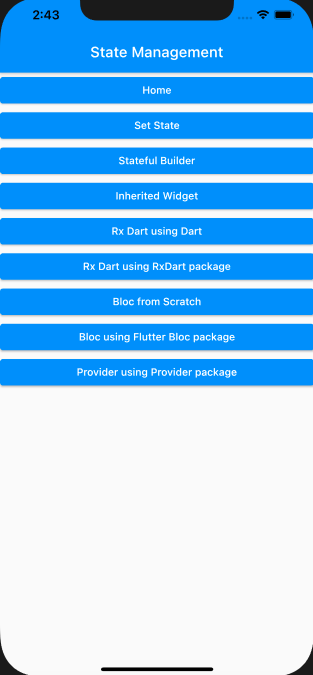 2:43
State Management
Home
Set State
Stateful Builder
Inherited Widget
Rx Dart using Dart
Rx Dart using RxDart package
Bloc from Scratch
Bloc using Flutter Bloc package
Provider using Provider package